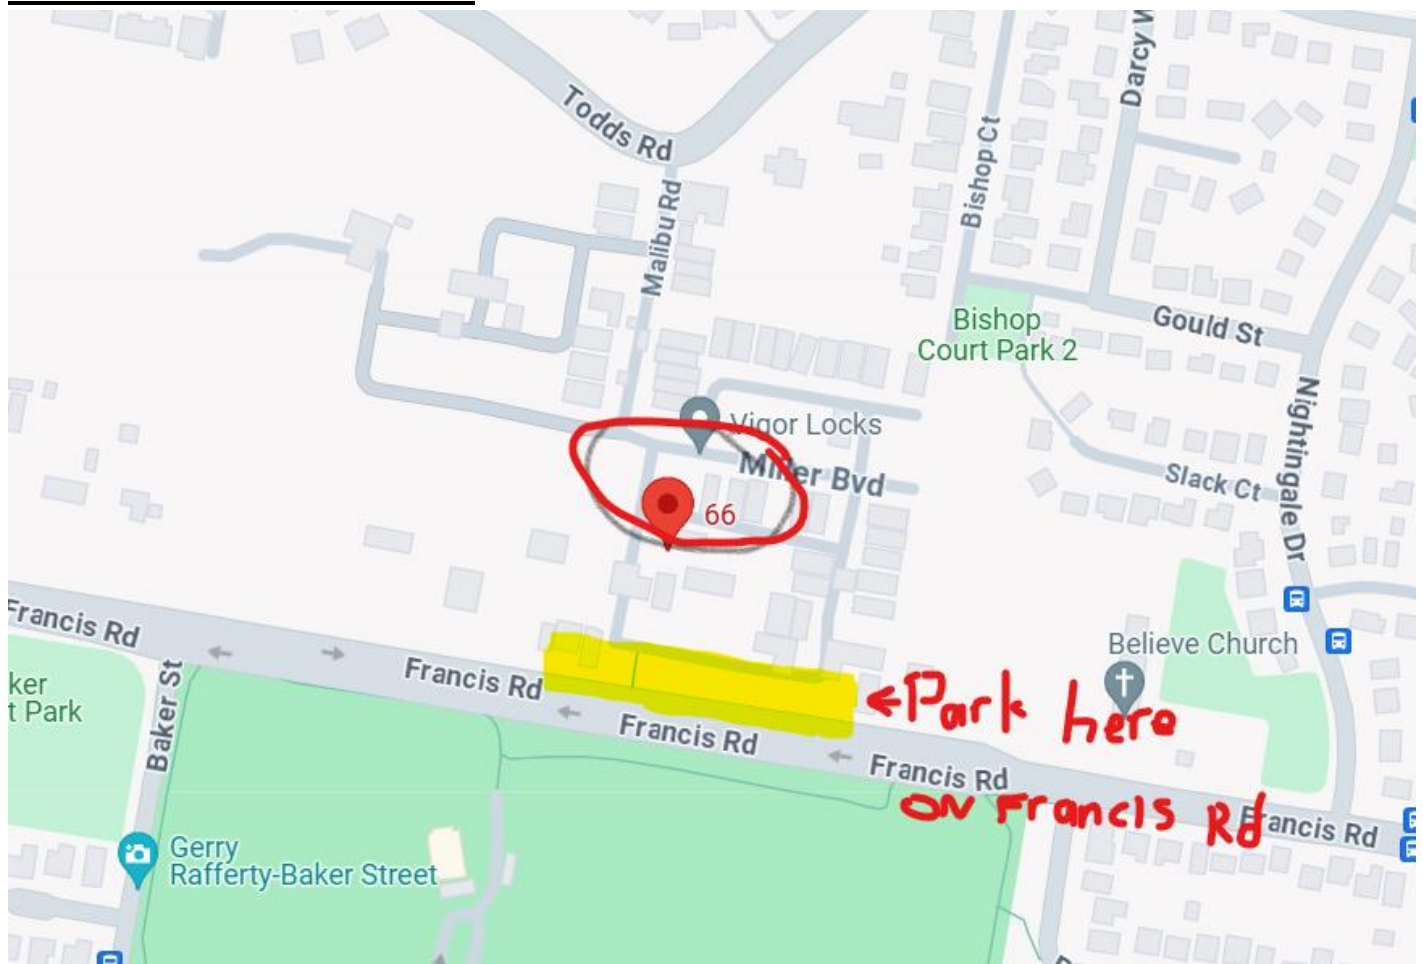 Todds Rd
Darcy
Malibu Rd
Bishop Ct
Bishop
Court Park 2
Gould St
Vigor Locks
Miller Bvd
66
Slack Ct
Nightingale Dr
Francis Rd
Believe Church
ker
t Park
Baker St
Francis Rd
Park here
Francis Rd
Francis Rd
on Francis Rd
Francis Rd
Gerry
Rafferty-Baker Street